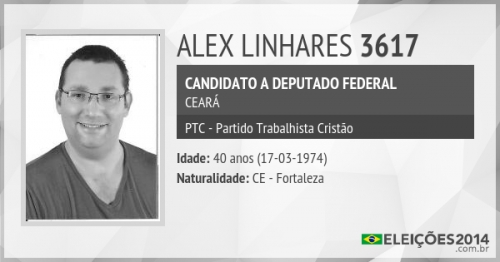 ALEX LINHARES 3617
CANDIDATO A DEPUTADO FEDERAL
CEARÁ
PTC - Partido Trabalhista Cristão
Idade: 40 anos (17-03-1974)
Naturalidade: CE - Fortaleza
ELEIÇÕES2014
.com.br